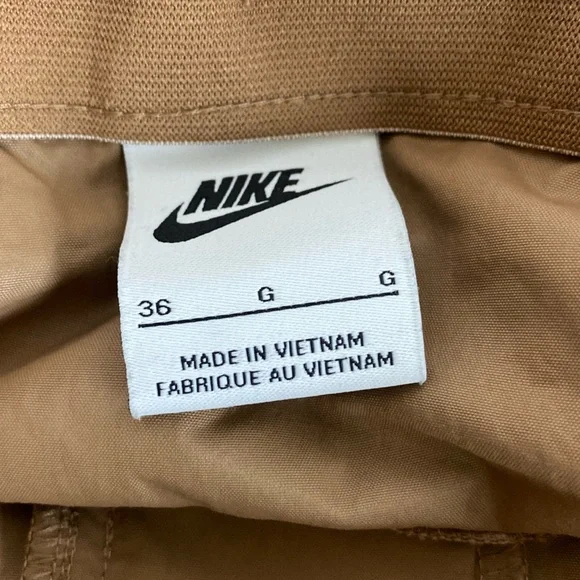 NIKE
36 G G
MADE IN VIETNAM
FABRIQUE AU VIETNAM